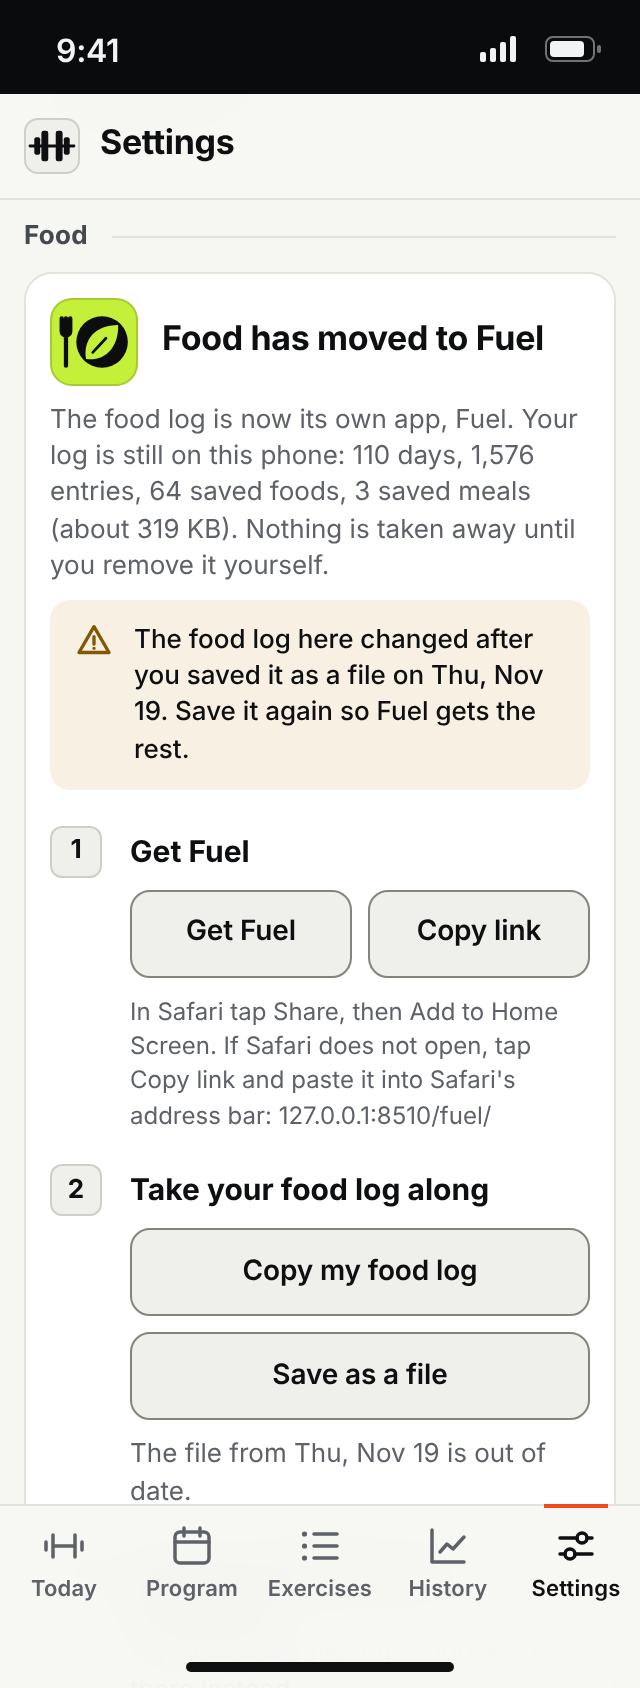 9:41
Settings
Food
Food has moved to Fuel
The food log is now its own app, Fuel. Your
log is still on this phone: 110 days, 1,576
entries, 64 saved foods, 3 saved meals
(about 319 KB). Nothing is taken away until
you remove it yourself.
The food log here changed after
you saved it as a file on Thu, Nov
19. Save it again so Fuel gets the
rest.
1
Get Fuel
Get Fuel
Copy link
In Safari tap Share, then Add to Home
Screen. If Safari does not open, tap
Copy link and paste it into Safari's
address bar: 127.0.0.1:8510/fuel/
2
Take your food log along
Copy my food log
Save as a file
The file from Thu, Nov 19 is out of
date.
Today
Program
Exercises
History
Settings